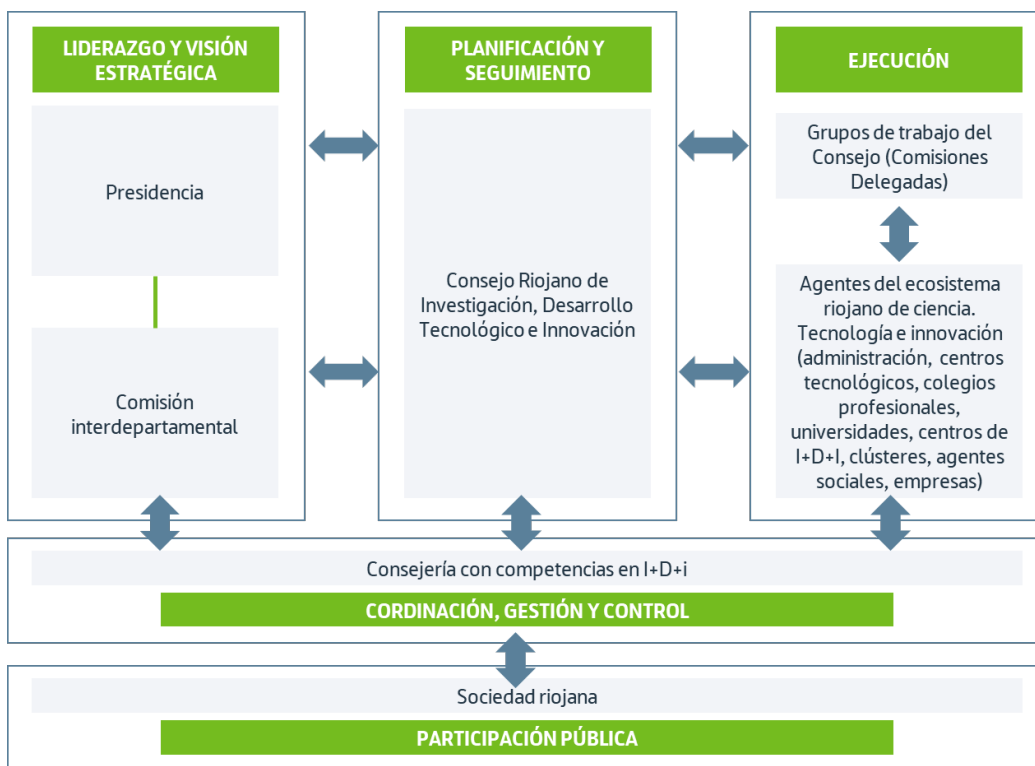 LIDERAZGO Y VISIÓN
ESTRATÉGICA
Presidencia
Comisión
interdepartamental
PLANIFICACIÓN Y
SEGUIMIENTO
Consejo Riojano de
Investigación, Desarrollo
Tecnológico e Innovación
EJECUCIÓN
Grupos de trabajo del
Consejo (Comisiones
Delegadas)
Agentes del ecosistema
riojano de ciencia.
Tecnología e innovación
(administración, centros
tecnológicos, colegios
profesionales,
universidades, centros de
I+D+I, clústeres, agentes
sociales, empresas)
Consejería con competencias en I+D+i
CORDINACIÓN, GESTIÓN Y CONTROL
Sociedad riojana
PARTICIPACIÓN PÚBLICA